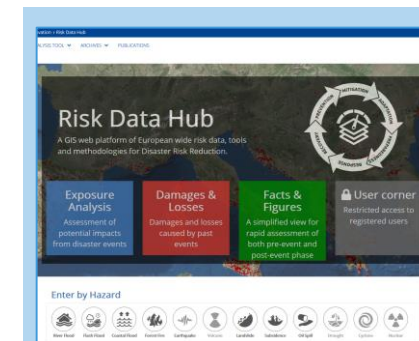 Risk Data Hub
ARCHIVES PUBLICATIONS
Risk Data Hub
A GIS web platform of European wide risk data, tools
and methodologies for Disaster Risk Reduction.
MITIGATION
ADAPTATION
PREPAREDNESS
RESPONSE
RECOVERY
PREVENTION
Exposure
Analysis
Assessment of
potential impacts
from disaster events
Damages &
Losses
Damages and losses
caused by past
events
Facts &
Figures
A simplified view for
rapid assessment of
both pre-event and
post-event phase
User corner
Restricted access to
registered users
Enter by Hazard
River Flood Flash Flood Coastal Flood Forest Fire Earthquake Volcano Landslide Subsidence Oil Spill Drought Cyclone Nuclear